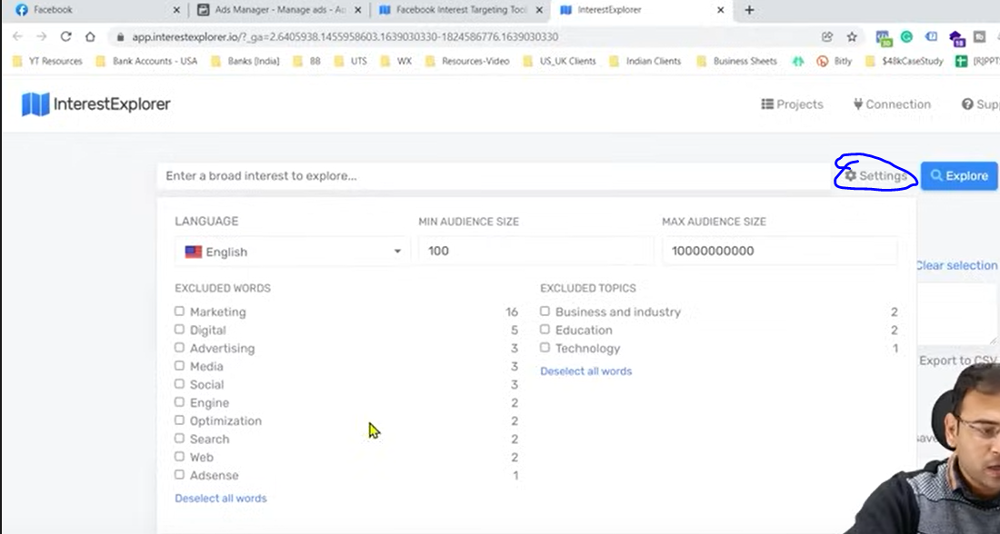 Facebook
Ads Manager - Manage ads - Ac
Facebook Interest Targeting Tool
InterestExplorer
app.interestexplorer.io/?_ga=2.6405938.1455958603.1639030330-1824586776.1639030330
YT Resources
Bank Accounts - USA
Banks [India]
BB
UTS
WX
Resources-Video
US_UK Clients
Indian Clients
Business Sheets
Bitly
$48kCaseStudy
[R]PPTS
InterestExplorer
Projects
Connection
Supp
Enter a broad interest to explore...
Settings
Explore
LANGUAGE
MIN AUDIENCE SIZE
MAX AUDIENCE SIZE
English
100
10000000000
Clear selection
EXCLUDED WORDS
EXCLUDED TOPICS
Marketing 16
Business and industry 2
Digital 5
Education 2
Advertising 3
Technology 1
Media 3
Deselect all words
Export to CSV
Social 3
Engine 2
Optimization 2
Search 2
save
Web 2
Adsense 1
Deselect all words